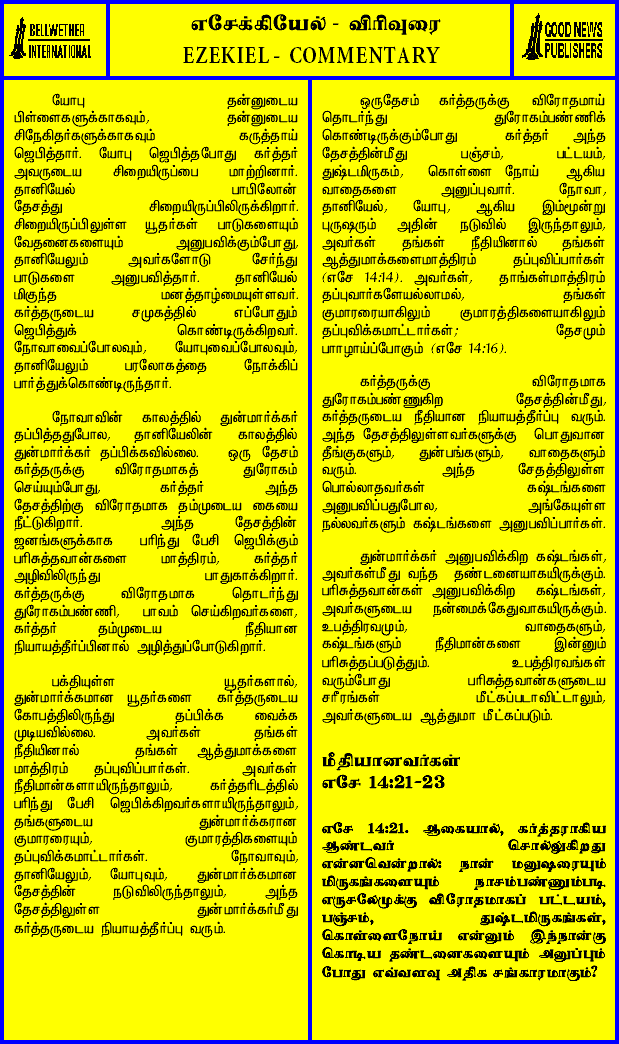 BELLWETHER
INTERNATIONAL
எசேக்கியேல் - விரிவுரை
EZEKIEL - COMMENTARY
GOOD NEWS
PUBLISHERS
யோபு தன்னுடைய
பிள்ளைகளுக்காகவும், தன்னுடைய
சிநேகிதர்களுக்காகவும் கருத்தாய்
ஜெபித்தார். யோபு ஜெபித்தபோது கர்த்தர்
அவருடைய சிறையிருப்பை மாற்றினார்.
தானியேல் பாபிலோன்
தேசத்து சிறையிருப்பிலிருக்கிறார்.
சிறையிருப்பிலுள்ள யூதர்கள் பாடுகளையும்
வேதனைகளையும் அனுபவிக்கும்போது,
தானியேலும் அவர்களோடு சேர்ந்து
பாடுகளை அனுபவித்தார். தானியேல்
மிகுந்த மனத்தாழ்மையுள்ளவர்.
கர்த்தருடைய சமுகத்தில் எப்போதும்
ஜெபித்துக் கொண்டிருக்கிறவர்.
நோவாவைப்போலவும், யோபுவைப்போலவும்,
தானியேலும் பரலோகத்தை நோக்கிப்
பார்த்துக்கொண்டிருந்தார்.
நோவாவின் காலத்தில் துன்மார்க்கர்
தப்பித்ததுபோல, தானியேலின் காலத்தில்
துன்மார்க்கர் தப்பிக்கவில்லை. ஒரு தேசம்
கர்த்தருக்கு விரோதமாகத் துரோகம்
செய்யும்போது, கர்த்தர் அந்த
தேசத்திற்கு விரோதமாக தம்முடைய கையை
நீட்டுகிறார். அந்த தேசத்தின்
ஜனங்களுக்காக பரிந்து பேசி ஜெபிக்கும்
பரிசுத்தவான்களை மாத்திரம், கர்த்தர்
அழிவிலிருந்து பாதுகாக்கிறார்.
கர்த்தருக்கு விரோதமாக தொடர்ந்து
துரோகம்பண்ணி, பாவம் செய்கிறவர்களை,
கர்த்தர் தம்முடைய நீதியான
நியாயத்தீர்ப்பினால் அழித்துப்போடுகிறார்.
பக்தியுள்ள யூதர்களால்,
துன்மார்க்கமான யூதர்களை கர்த்தருடைய
கோபத்திலிருந்து தப்பிக்க வைக்க
முடியவில்லை. அவர்கள் தங்கள்
நீதியினால் தங்கள் ஆத்துமாக்களை
மாத்திரம் தப்புவிப்பார்கள். அவர்கள்
நீதிமான்களாயிருந்தாலும், கர்த்தரிடத்தில்
பரிந்து பேசி ஜெபிக்கிறவர்களாயிருந்தாலும்,
தங்களுடைய துன்மார்க்கரான
குமாரரையும், குமாரத்திகளையும்
தப்புவிக்கமாட்டார்கள். நோவாவும்,
தானியேலும், யோபுவும், துன்மார்க்கமான
தேசத்தின் நடுவிலிருந்தாலும், அந்த
தேசத்திலுள்ள துன்மார்க்கர்மீது
கர்த்தருடைய நியாயத்தீர்ப்பு வரும்.
ஒருதேசம் கர்த்தருக்கு விரோதமாய்
தொடர்ந்து துரோகம்பண்ணிக்
கொண்டிருக்கும்போது கர்த்தர் அந்த
தேசத்தின்மீது பஞ்சம், பட்டயம்,
துஷ்டமிருகம், கொள்ளை நோய் ஆகிய
வாதைகளை அனுப்புவார். நோவா,
தானியேல், யோபு, ஆகிய இம்மூன்று
புருஷரும் அதின் நடுவில் இருந்தாலும்,
அவர்கள் தங்கள் நீதியினால் தங்கள்
ஆத்துமாக்களைமாத்திரம் தப்புவிப்பார்கள்
(எசே 14:14). அவர்கள், தாங்கள்மாத்திரம்
தப்புவார்களேயல்லாமல், தங்கள்
குமாரரையாகிலும் குமாரத்திகளையாகிலும்
தப்புவிக்கமாட்டார்கள்; தேசமும்
பாாழாய்ப்போகும் (எசே 14:16).
கர்த்தருக்கு விரோதமாக
துரோகம்பண்ணுகிற தேசத்தின்மீது,
கர்த்தருடைய நீதியான நியாயத்தீர்ப்பு வரும்.
அந்த தேசத்திலுள்ளவர்களுக்கு பொதுவான
தீங்குகளும், துன்பங்களும், வாதைகளும்
வரும். அந்த சேதத்திலுள்ள
பொல்லாதவர்கள் கஷ்டங்களை
அனுபவிப்பதுபோல, அங்கேயுள்ள
நல்லவர்களும் கஷ்டங்களை அனுபவிப்பார்கள்.
துன்மார்க்கர் அனுபவிக்கிற கஷ்டங்கள்,
அவர்கள்மீது வந்த தண்டனையாகயிருக்கும்.
பரிசுத்தவான்கள் அனுபவிக்கிற கஷ்டங்கள்,
அவர்களுடைய நன்மைக்கேதுவாகயிருக்கும்.
உபத்திரவமும், வாதைகளும்,
கஷ்டங்களும் நீதிமான்களை இன்னும்
பரிசுத்தப்படுத்தும். உபத்திரவங்கள்
வரும்போது பரிசுத்தவான்களுடைய
சரீரங்கள் மீட்கப்படாவிட்டாலும்,
அவர்களுடைய ஆத்துமா மீட்கப்படும்.
மீதியானவர்கள்
எசே 14:21-23
எசே 14:21. ஆகையால், கர்த்தராகிய
ஆண்டவர் சொல்லுகிறது
என்னவென்றால்: நான் மனுஷரையும்
மிருகங்களையும் நாசம்பண்ணும்படி
எருசலேமுக்கு விரோதமாகப் பட்டயம்,
பஞ்சம், துஷ்டமிருகங்கள்,
கொள்ளைநோய் என்னும் இந்நான்கு
கொடிய தண்டனைகளையும் அனுப்பும்
போது எவ்வளவு அதிக சங்காரமாகும்?